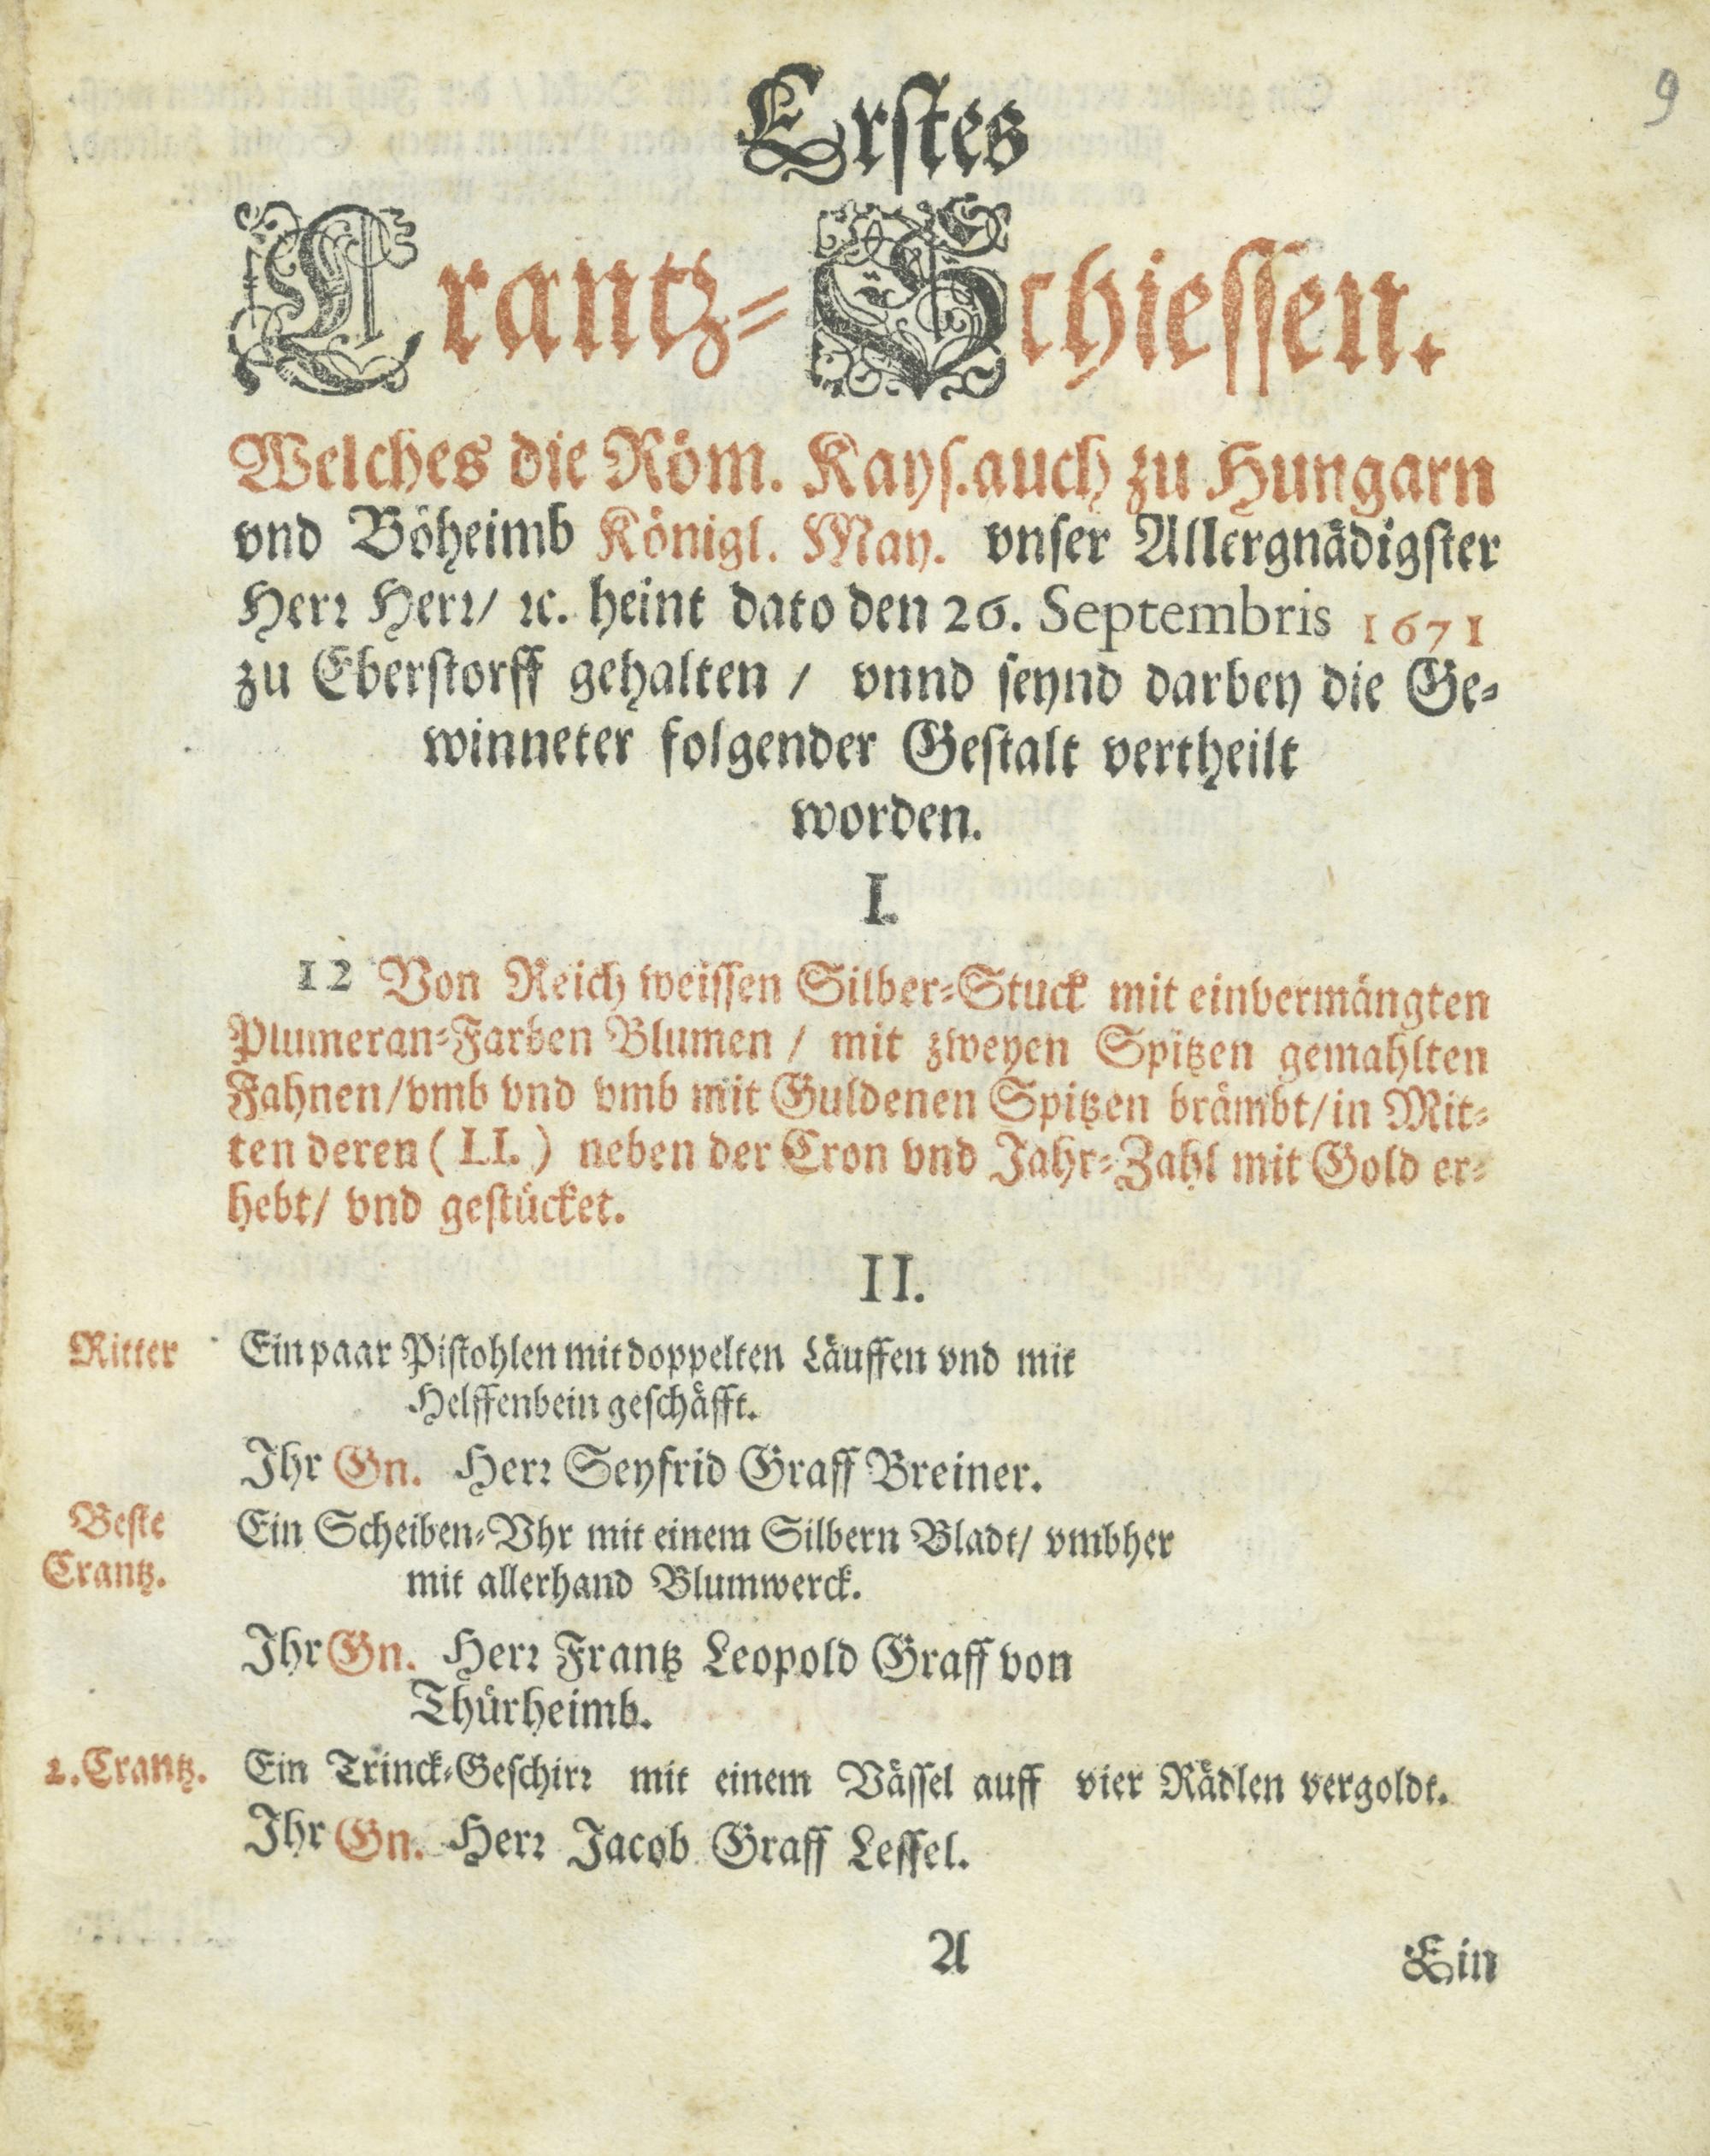 9
Erstes
Crantz-Schiessen.
Welches die Röm. Kays. auch zu Hungarn
vnd Böheimb Königl. May. vnser Allergnädigster
Herr Herr/ ꝛc. heint dato den 26. Septembris 1671
zu Eberstorff gehalten / vnnd seynd darbey die Ge-
winneter folgender Gestalt vertheilt
worden.
I.
12 Von Reich weissen Silber-Stuck mit einvermängten
Plumeran-Farben Blumen / mit zweyen Spitzen gemahlten
Fahnen/vmb vnd vmb mit Guldenen Spitzen brämbt/in Mit-
ten deren ( LI. ) neben der Cron vnd Jahr-Zahl mit Gold er-
hebt/ vnd gestücket.
II.
Ritter Ein paar Pistohlen mit doppelten Läuffen vnd mit
Helffenbein geschäfft.
Ihr Gn. Herr Seyfrid Graff Breiner.
Beste Ein Scheiben-Vhr mit einem Silbern Bladt/ vmbher
Crantz. mit allerhand Blumwerck.
Ihr Gn. Herr Frantz Leopold Graff von
Thürheimb.
2. Crantz. Ein Trinck-Geschirr mit einem Vässel auff vier Rädlen vergoldt.
Ihr Gn. Herr Jacob Graff Lessel.
A Ein